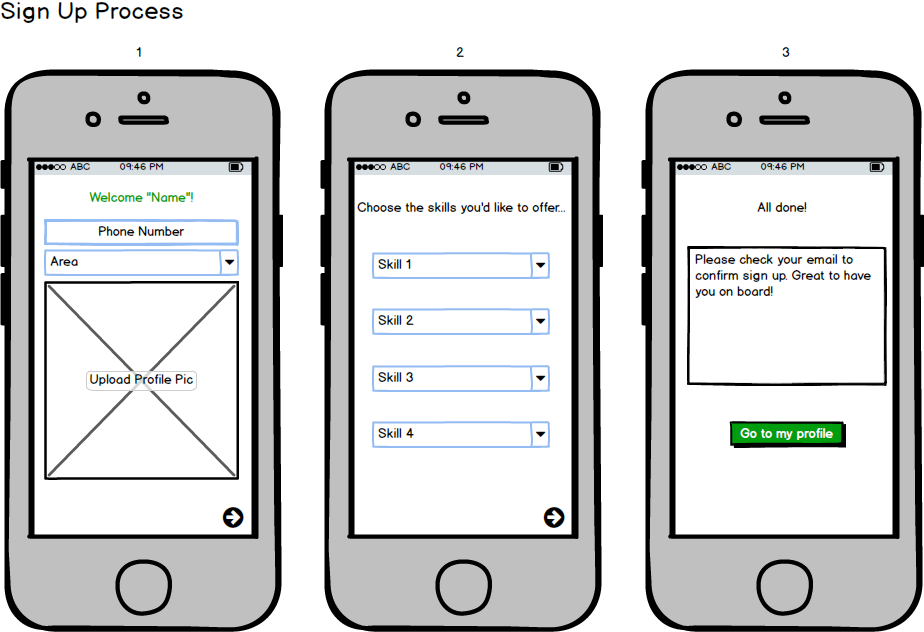 Sign Up Process
1
ABC 09:46 PM
Welcome "Name"!
Phone Number
Area
Upload Profile Pic
2
ABC 09:46 PM
Choose the skills you'd like to offer...
Skill 1
Skill 2
Skill 3
Skill 4
3
ABC 09:46 PM
All done!
Please check your email to
confirm sign up. Great to have
you on board!
Go to my profile